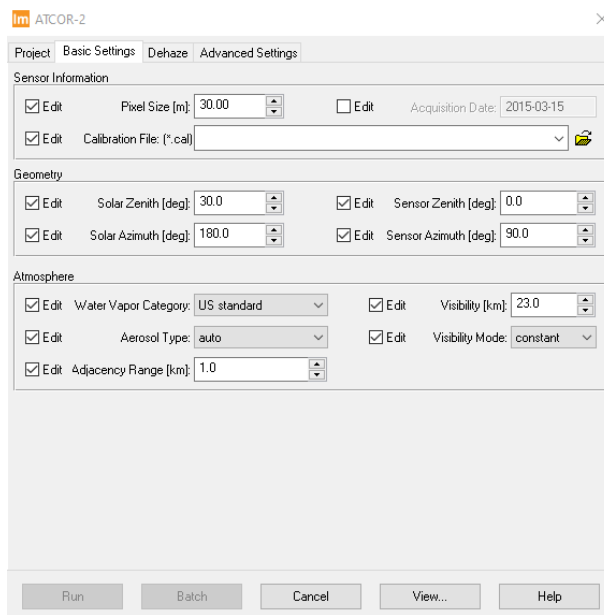 Im ATCOR-2
Project Basic Settings Dehaze Advanced Settings
Sensor Information
Edit Pixel Size [m]: 30.00 Edit Acquisition Date: 2015-03-15
Edit Calibration File: (*.cal)
Geometry
Edit Solar Zenith [deg]: 30.0 Edit Sensor Zenith [deg]: 0.0
Edit Solar Azimuth [deg]: 180.0 Edit Sensor Azimuth [deg]: 90.0
Atmosphere
Edit Water Vapor Category: US standard Edit Visibility [km]: 23.0
Edit Aerosol Type: auto Edit Visibility Mode: constant
Edit Adjacency Range [km]: 1.0
Run Batch Cancel View... Help